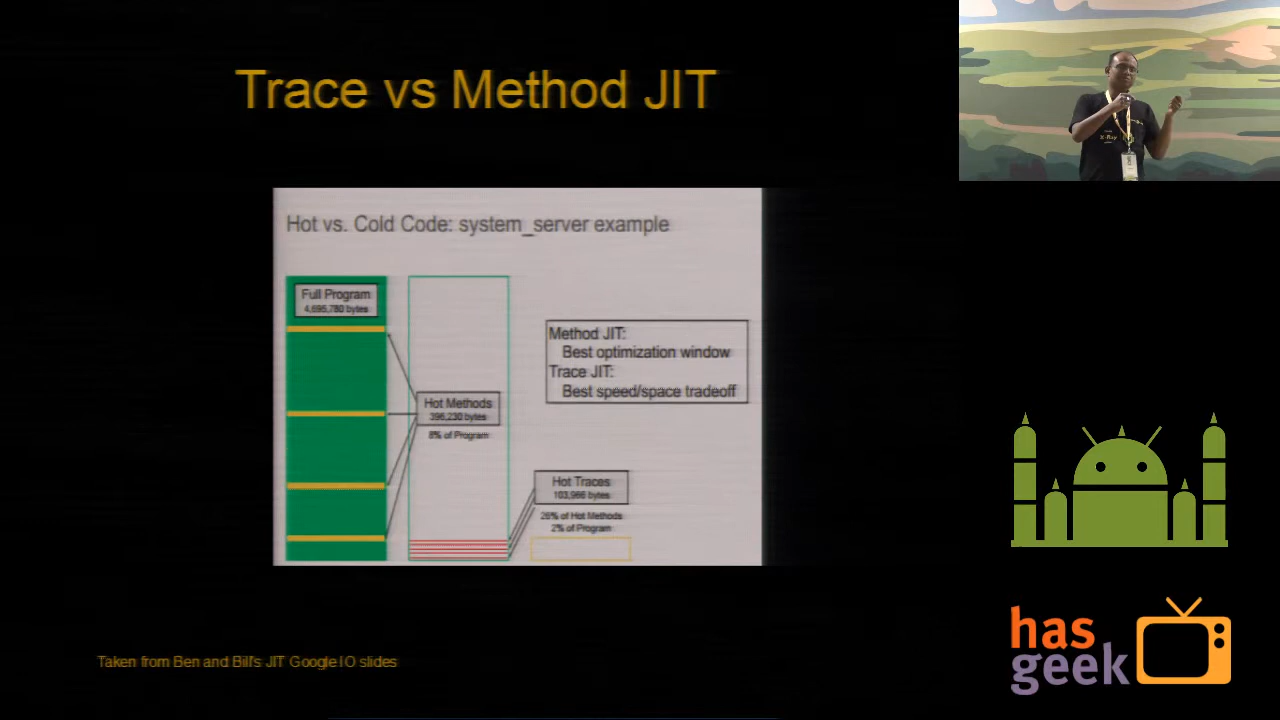 Trace vs Method JIT
Hot vs. Cold Code: system_server example
Full Program
4,695,780 bytes
Method JIT:
Best optimization window
Trace JIT:
Best speed/space tradeoff
Hot Methods
396,230 bytes
8% of Program
Hot Traces
103,966 bytes
26% of Hot Methods
2% of Program
Taken from Ben and Bill's JIT Google IO slides
has
geek